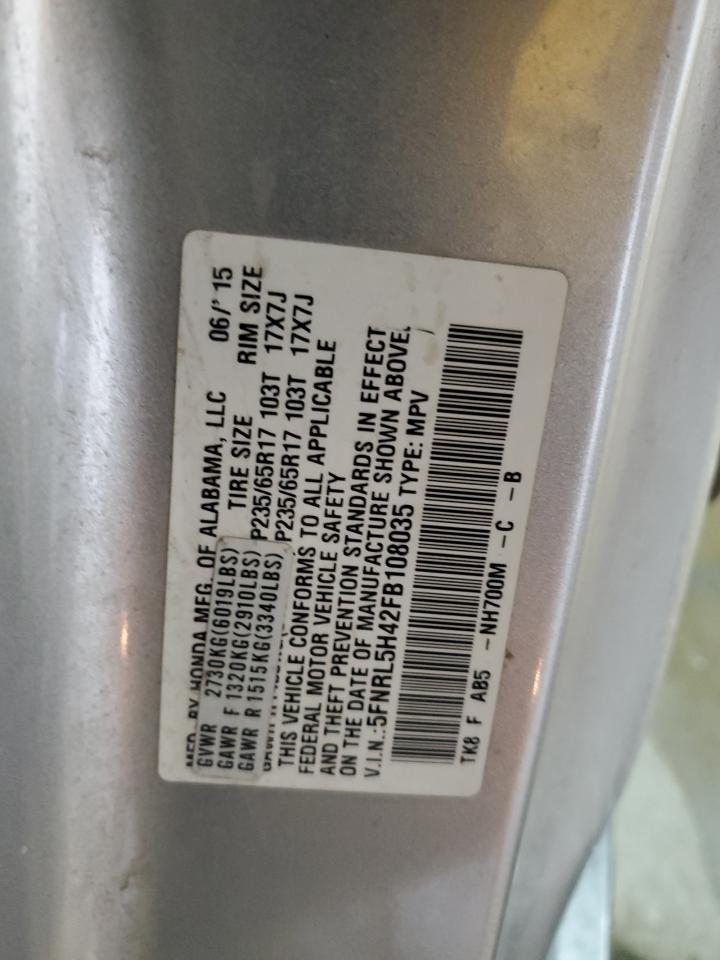 MFD. BY HONDA MFG. OF ALABAMA, LLC 06/'15
TIRE SIZE RIM SIZE
GVWR 2730KG(6019LBS)
GAWR F 1320KG(2910LBS) P235/65R17 103T 17X7J
GAWR R 1515KG(3340LBS) P235/65R17 103T 17X7J
THIS VEHICLE CONFORMS TO ALL APPLICABLE
FEDERAL MOTOR VEHICLE SAFETY
AND THEFT PREVENTION STANDARDS IN EFFECT
ON THE DATE OF MANUFACTURE SHOWN ABOVE.
V.I.N.:5FNRL5H42FB108035 TYPE: MPV
TK8 F AB5 -NH700M -C -B